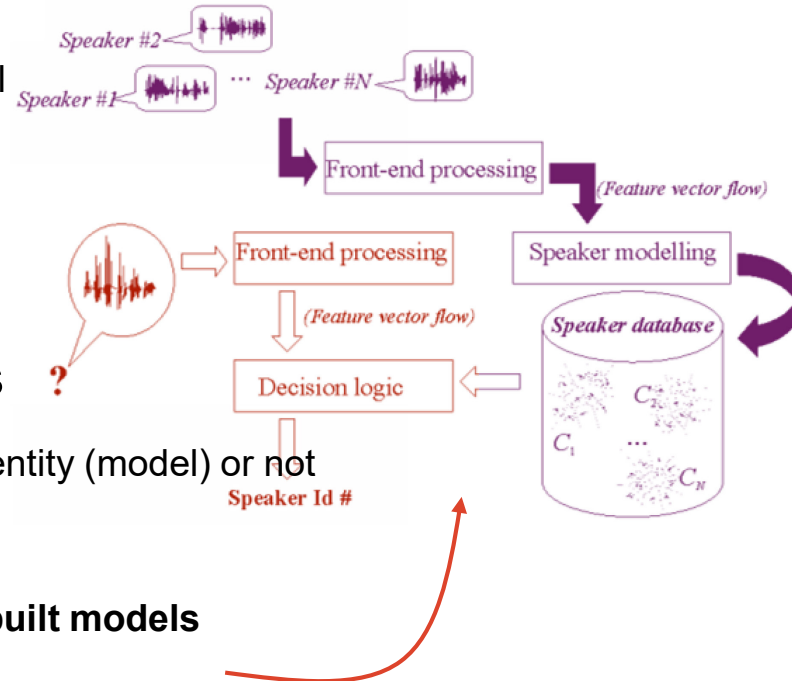 Speaker #2
l
Speaker #1 ... Speaker #N
Front-end processing
(Feature vector flow)
Front-end processing
Speaker modelling
(Feature vector flow)
Speaker database
s
?
Decision logic
C2
C1
...
CN
entity (model) or not
Speaker Id #
built models